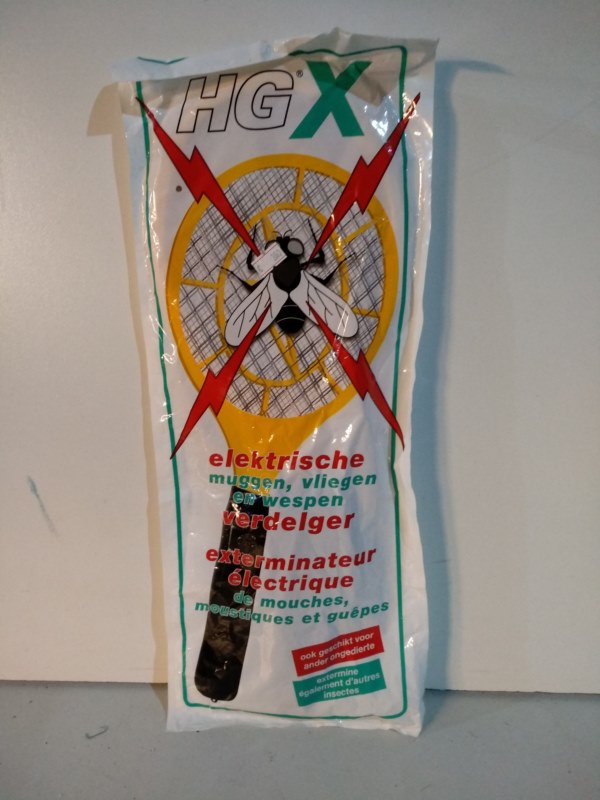 HG® X
elektrische
muggen, vliegen
en wespen
verdelger
exterminateur
électrique
de mouches,
moustiques et guêpes
ook geschikt voor
ander ongedierte
extermine
également d'autres
insectes